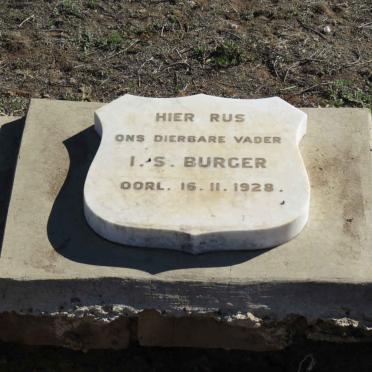 HIER RUS
ONS DIERBARE VADER
I. S. BURGER
OORL. 16. 11. 1928.